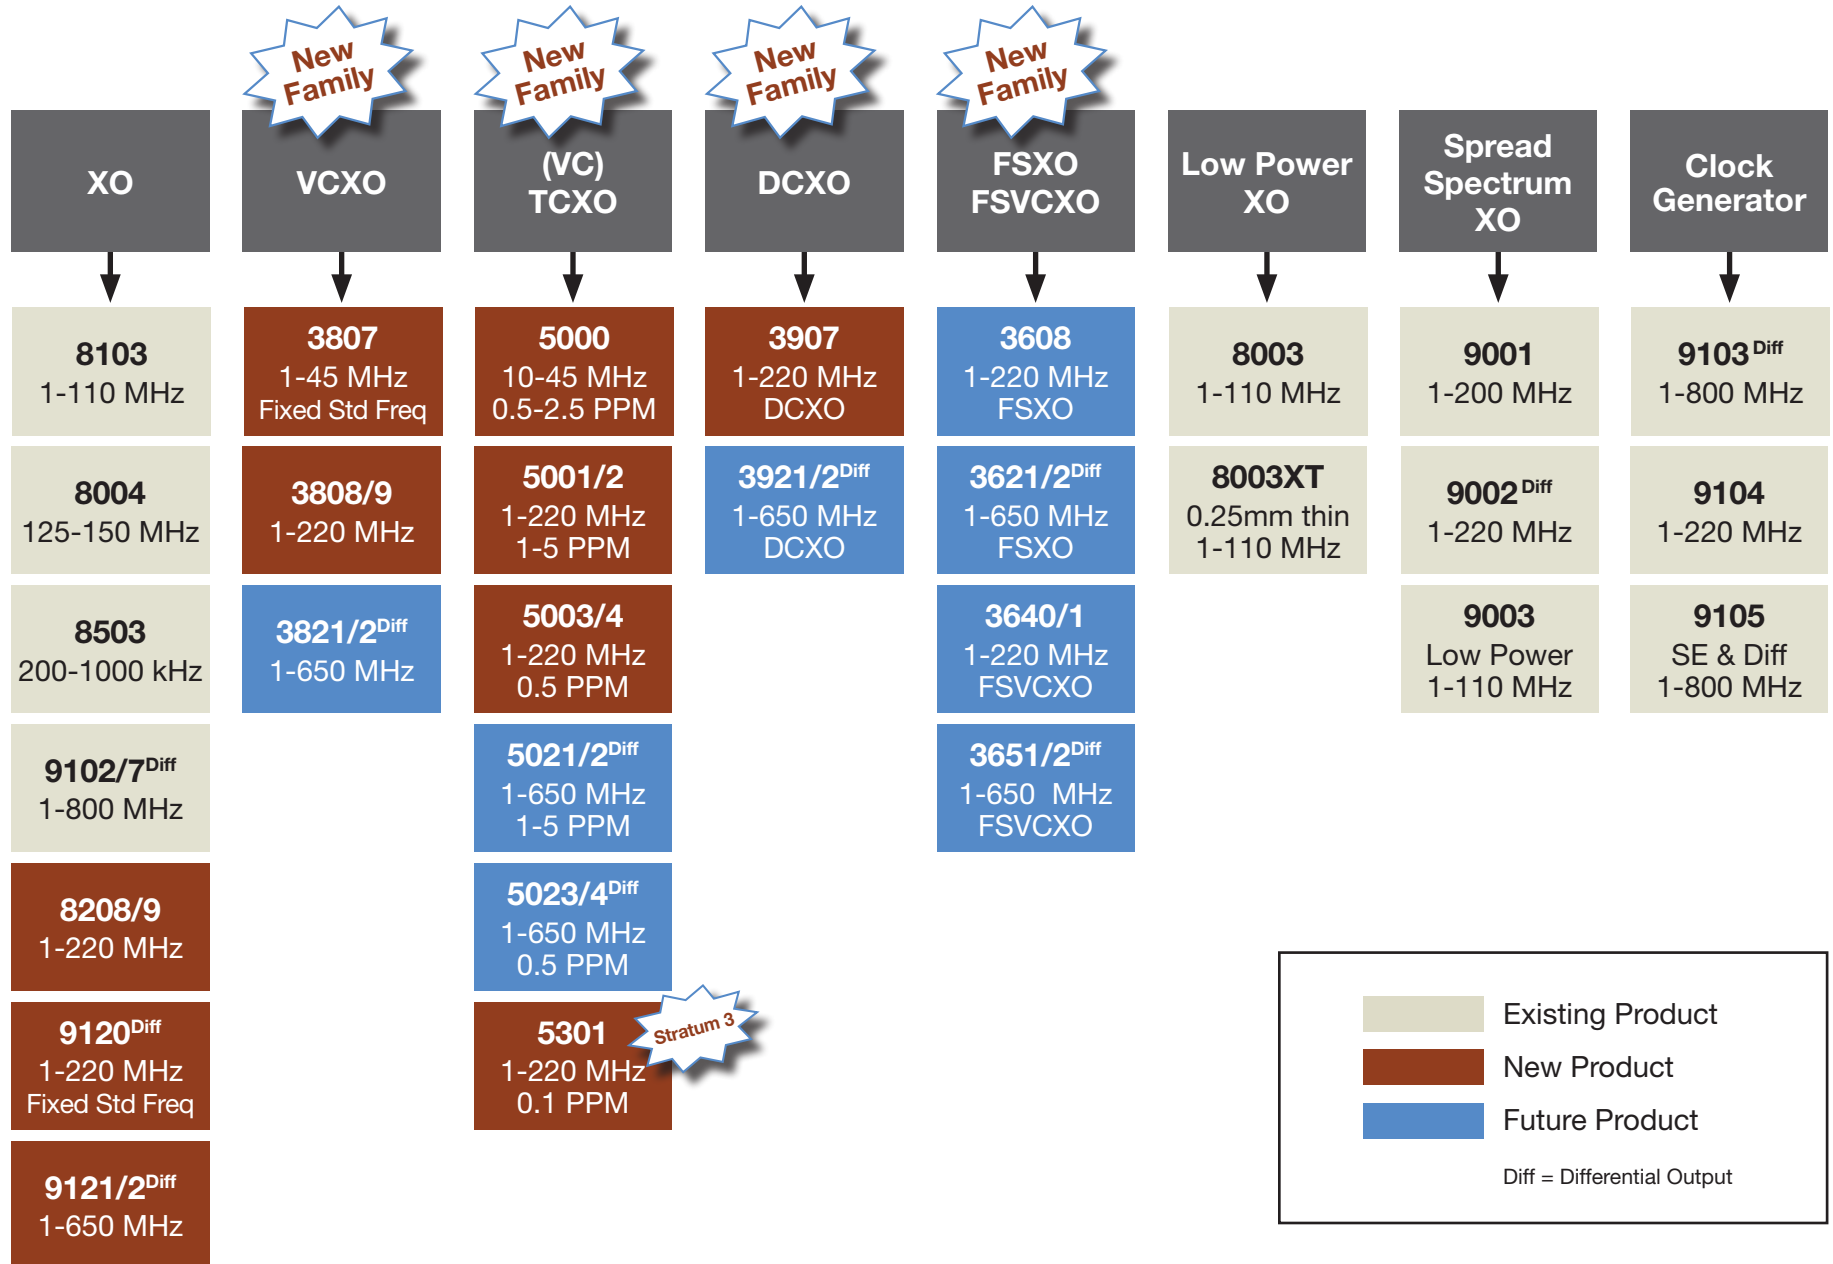 New
Family
New
Family
New
Family
New
Family
XO
VCXO
(VC)
TCXO
DCXO
FSXO
FSVCXO
Low Power
XO
Spread
Spectrum
XO
Clock
Generator
8103
1-110 MHz
8004
125-150 MHz
8503
200-1000 kHz
9102/7Diff
1-800 MHz
8208/9
1-220 MHz
9120Diff
1-220 MHz
Fixed Std Freq
9121/2Diff
1-650 MHz
3807
1-45 MHz
Fixed Std Freq
3808/9
1-220 MHz
3821/2Diff
1-650 MHz
5000
10-45 MHz
0.5-2.5 PPM
5001/2
1-220 MHz
1-5 PPM
5003/4
1-220 MHz
0.5 PPM
5021/2Diff
1-650 MHz
1-5 PPM
5023/4Diff
1-650 MHz
0.5 PPM
5301
1-220 MHz
0.1 PPM
Stratum 3
3907
1-220 MHz
DCXO
3921/2Diff
1-650 MHz
DCXO
3608
1-220 MHz
FSXO
3621/2Diff
1-650 MHz
FSXO
3640/1
1-220 MHz
FSVCXO
3651/2Diff
1-650 MHz
FSVCXO
8003
1-110 MHz
8003XT
0.25mm thin
1-110 MHz
9001
1-200 MHz
9002 Diff
1-220 MHz
9003
Low Power
1-110 MHz
9103 Diff
1-800 MHz
9104
1-220 MHz
9105
SE & Diff
1-800 MHz
Existing Product
New Product
Future Product
Diff = Differential Output